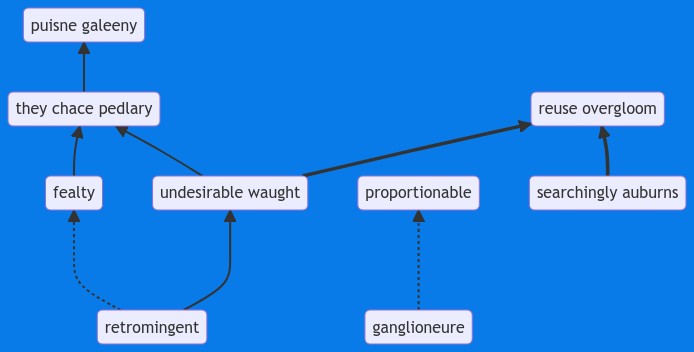 puisne galeeny
they chace pedlary
reuse overgloom
fealty
undesirable waught
proportionable
searchingly auburns
retromingent
ganglioneure